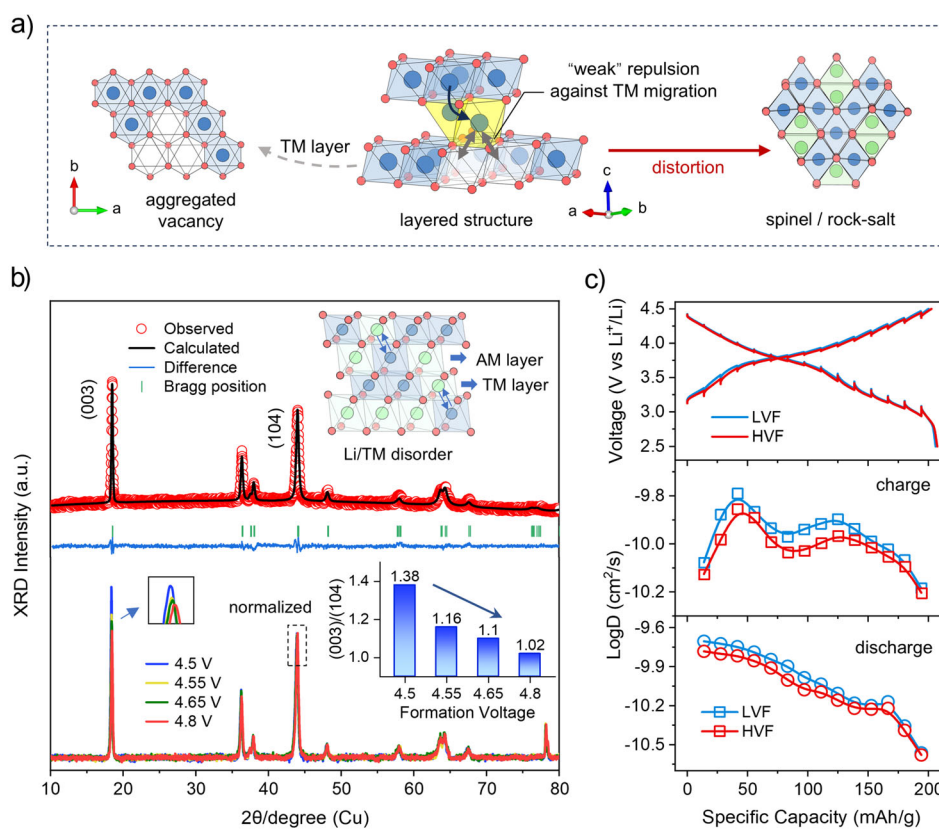 a)
"weak" repulsion
against TM migration
TM layer
distortion
b
a
aggregated
vacancy
layered structure
c
a
b
spinel / rock-salt
b)
Observed
Calculated
Difference
Bragg position
(003)
(104)
AM layer
TM layer
Li/TM disorder
XRD Intensity (a.u.)
normalized
4.5 V
4.55 V
4.65 V
4.8 V
(003)/(104)
1.4
1.2
1.0
1.38
1.16
1.1
1.02
4.5
4.55
4.65
4.8
Formation Voltage
10
20
30
40
50
60
70
80
2θ/degree (Cu)
c)
Voltage (V vs Li⁺/Li)
4.5
4.0
3.5
3.0
2.5
LVF
HVF
LogD (cm²/s)
charge
-9.8
-10.0
-10.2
discharge
-9.6
-9.9
-10.2
-10.5
LVF
HVF
0
50
100
150
200
Specific Capacity (mAh/g)